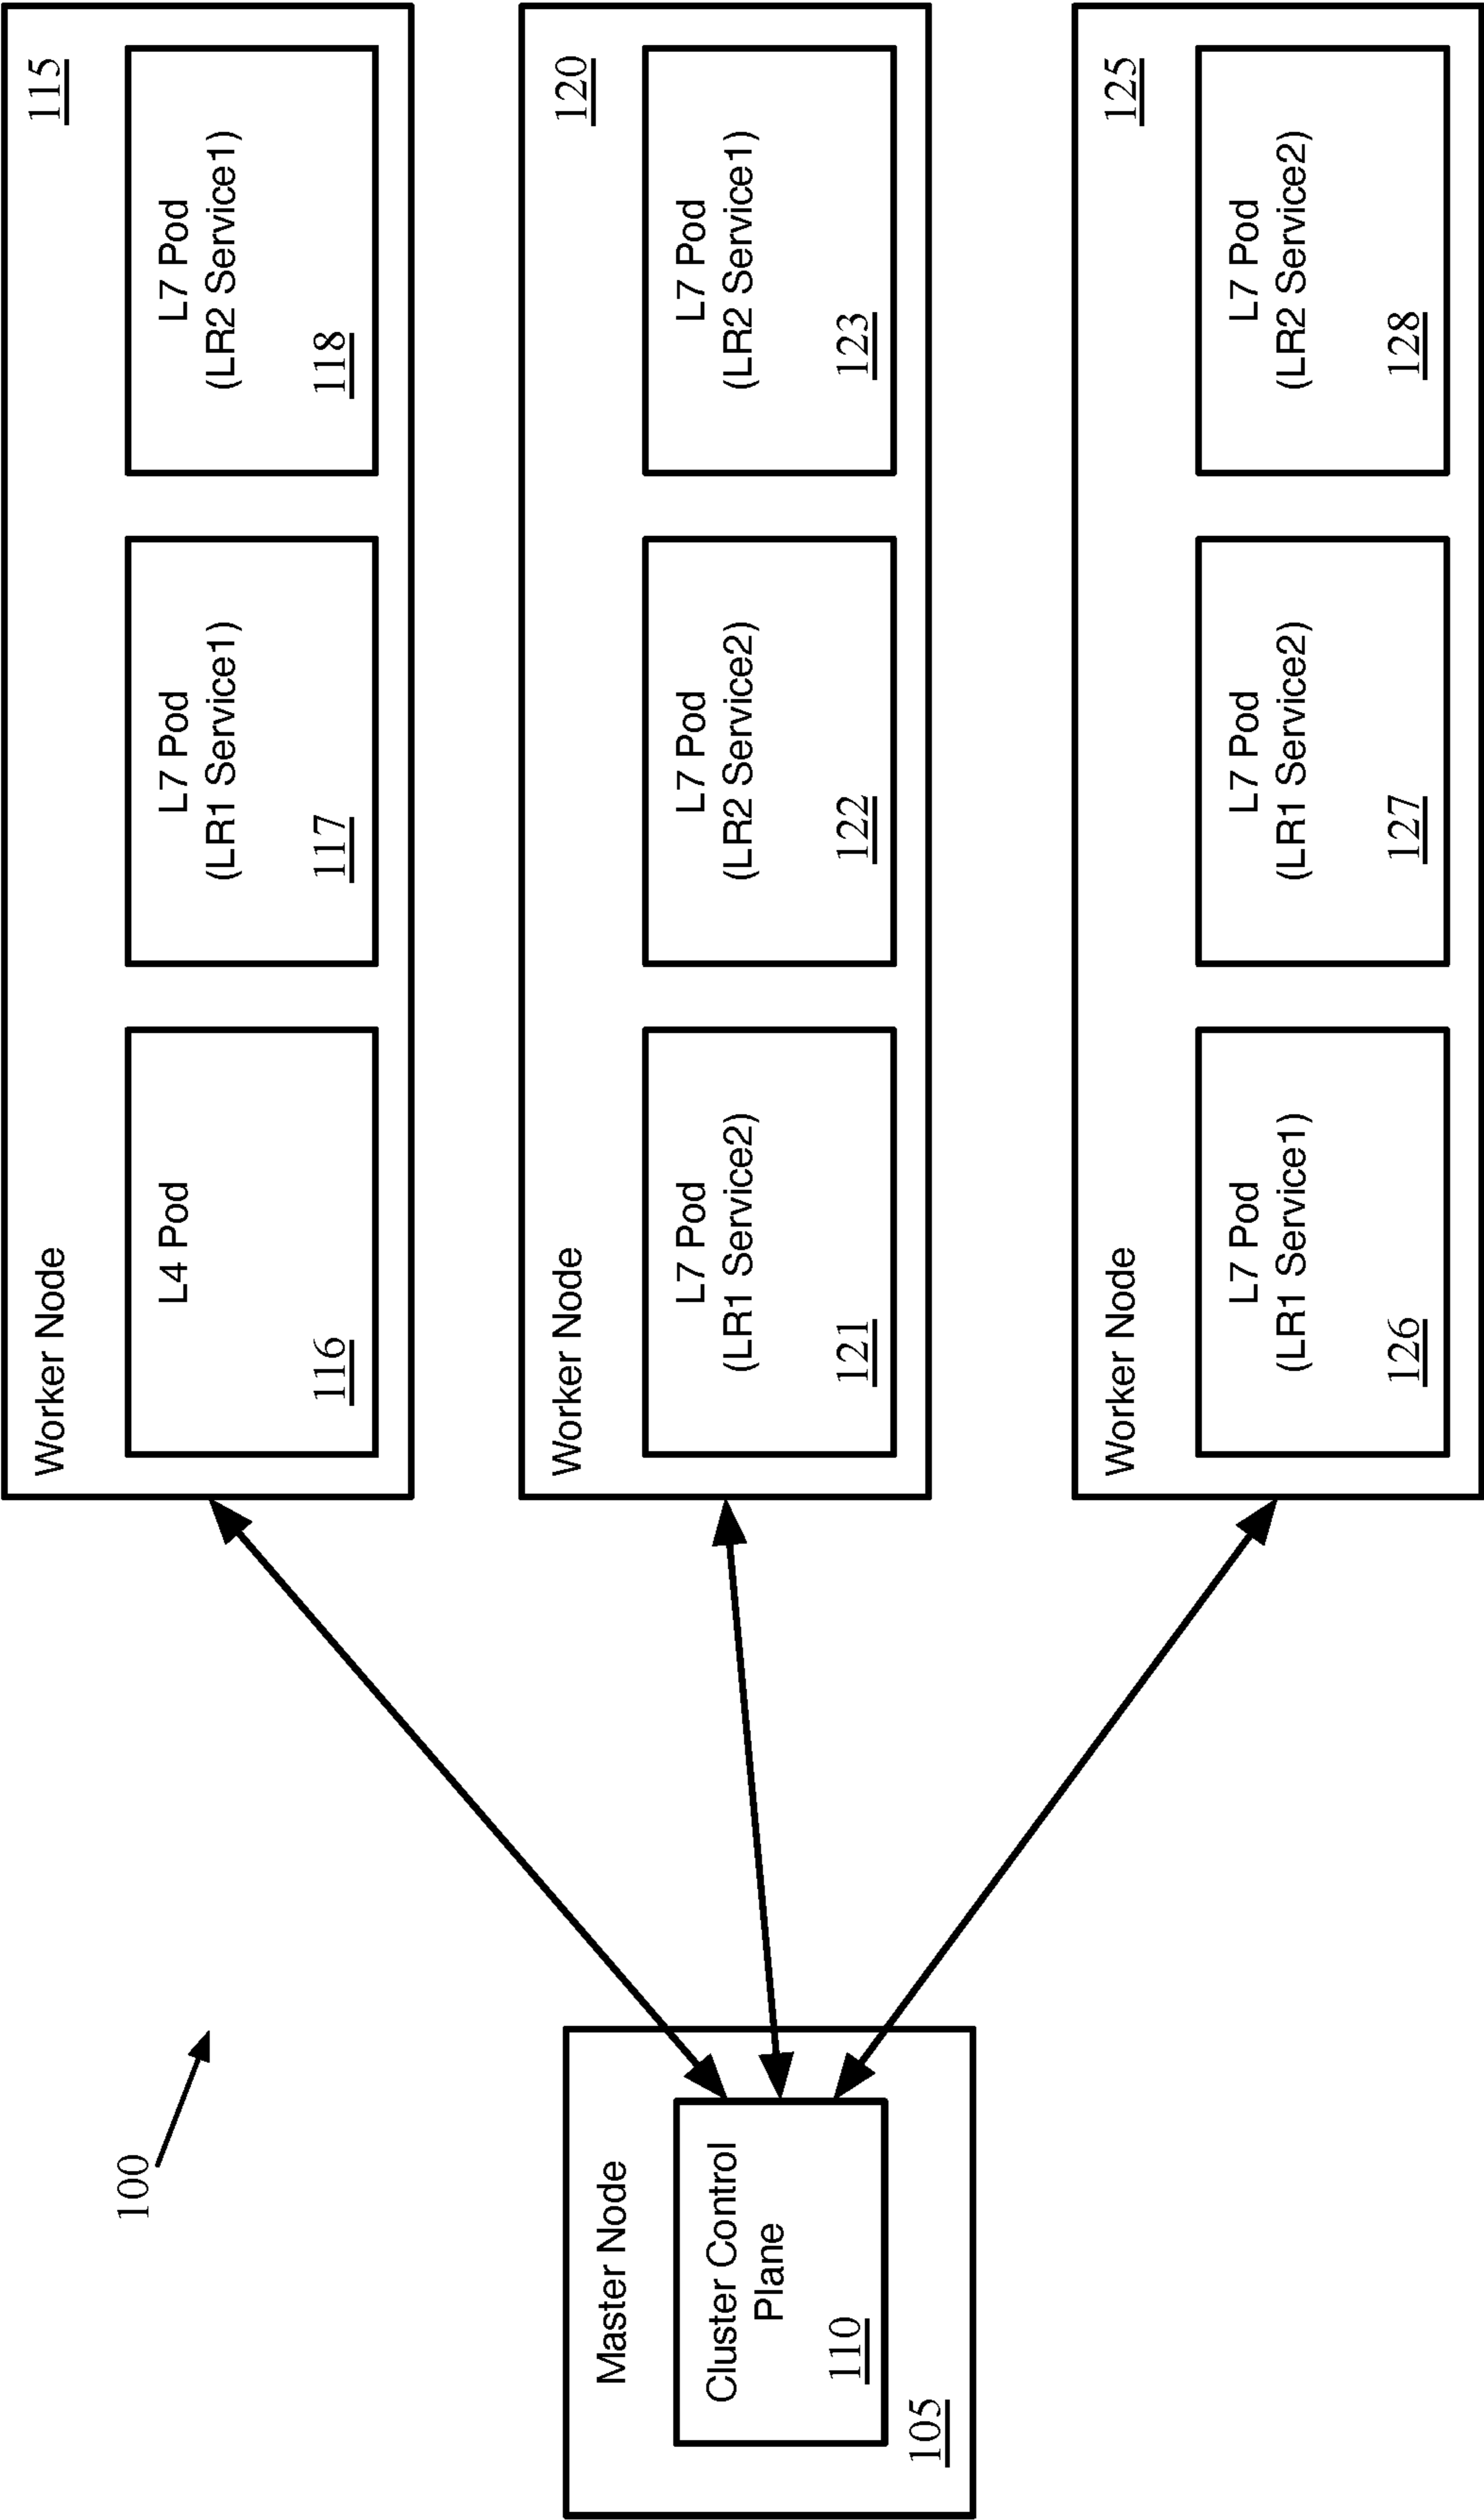 100
Master Node
Cluster Control
Plane
110
105
Worker Node
115
L4 Pod
116
L7 Pod
(LR1 Service1)
117
L7 Pod
(LR2 Service1)
118
Worker Node
120
L7 Pod
(LR1 Service2)
121
L7 Pod
(LR2 Service2)
122
L7 Pod
(LR2 Service1)
123
Worker Node
125
L7 Pod
(LR1 Service1)
126
L7 Pod
(LR1 Service2)
127
L7 Pod
(LR2 Service2)
128